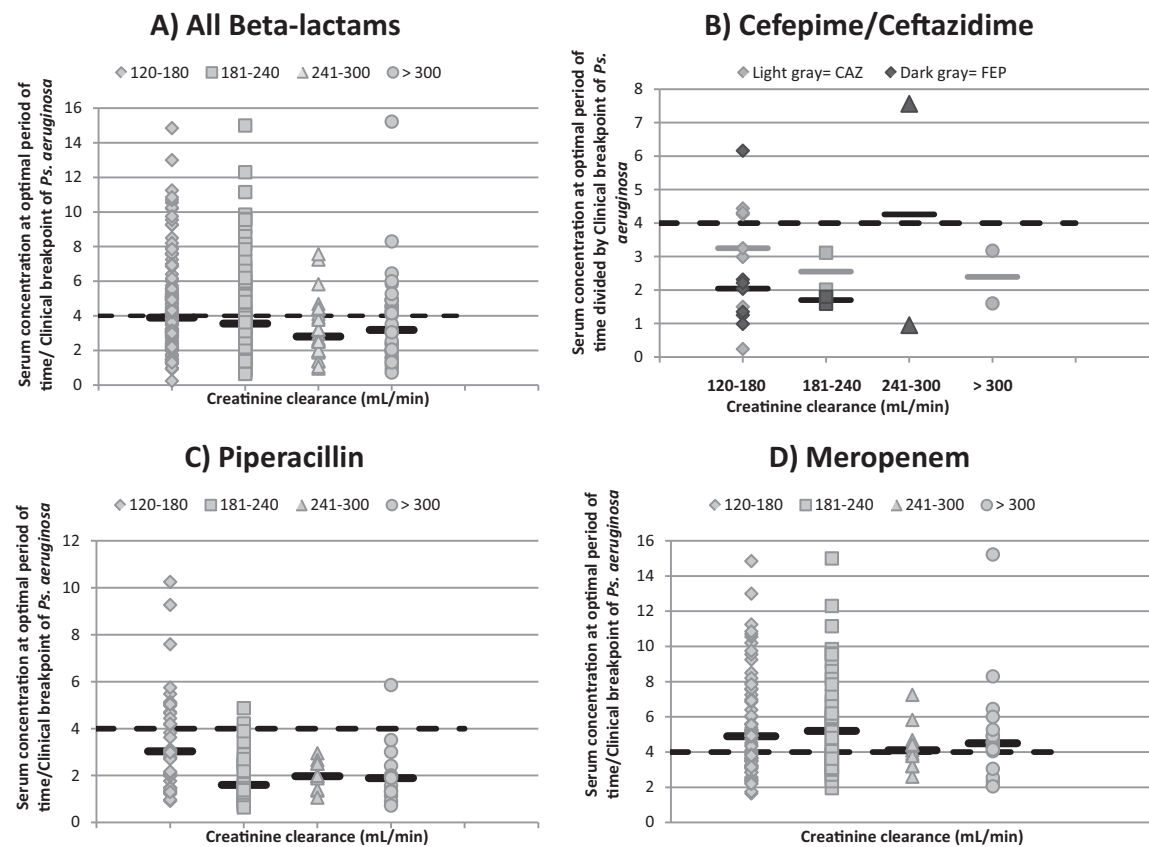 A) All Beta-lactams
120-180 181-240 241-300 > 300
Serum concentration at optimal period of
time/ Clinical breakpoint of Ps. aeruginosa
16
14
12
10
8
6
4
2
0
Creatinine clearance (mL/min)
B) Cefepime/Ceftazidime
Light gray= CAZ Dark gray= FEP
Serum concentration at optimal period of
time divided by Clinical breakpoint of Ps.
aeruginosa
8
7
6
5
4
3
2
1
0
120-180 181-240 241-300 > 300
Creatinine clearance (mL/min)
C) Piperacillin
120-180 181-240 241-300 > 300
Serum concentration at optimal period of
time/Clinical breakpoint of Ps. aeruginosa
12
10
8
6
4
2
0
Creatinine clearance (mL/min)
D) Meropenem
120-180 181-240 241-300 > 300
Serum concentration at optimal period of
time/Clinical breakpoint of Ps. aeruginosa
16
14
12
10
8
6
4
2
0
Creatinine clearance (mL/min)